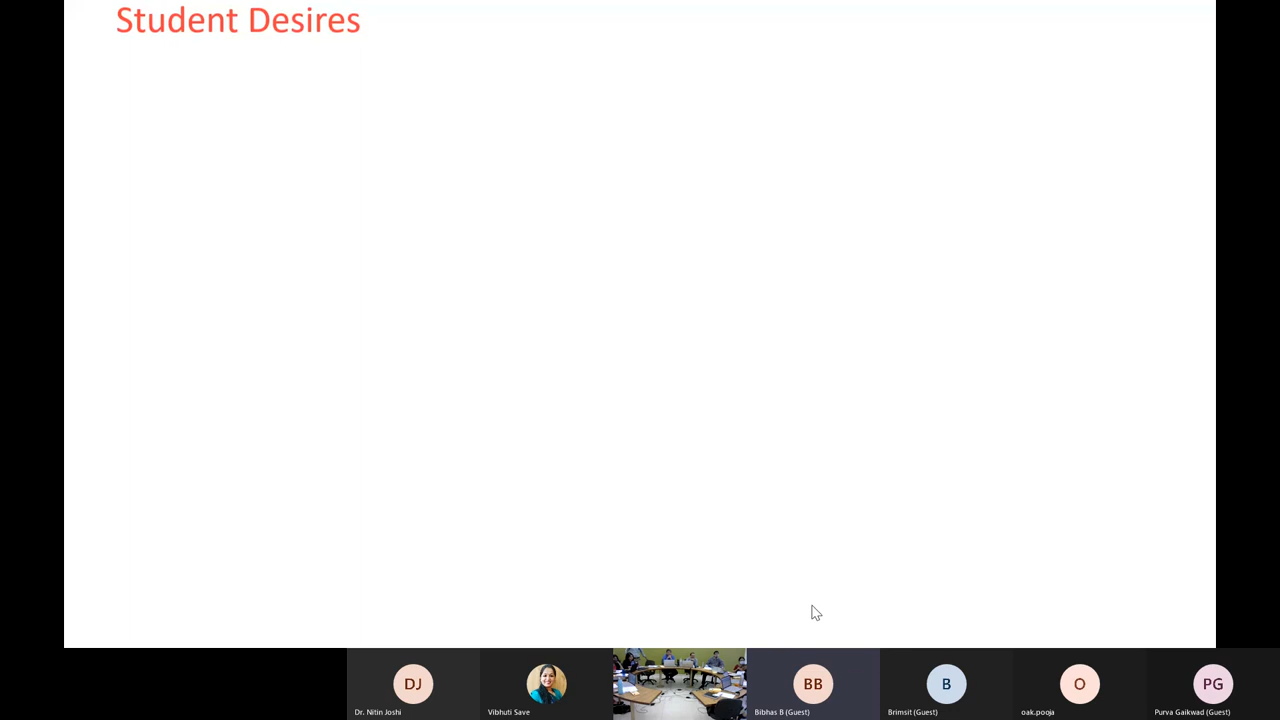 Student Desires
DJ
BB
B
O
PG
Dr. Nitin Joshi
Vibhuti Save
Bibhas B (Guest)
Brimsit (Guest)
oak.pooja
Purva Gaikwad (Guest)